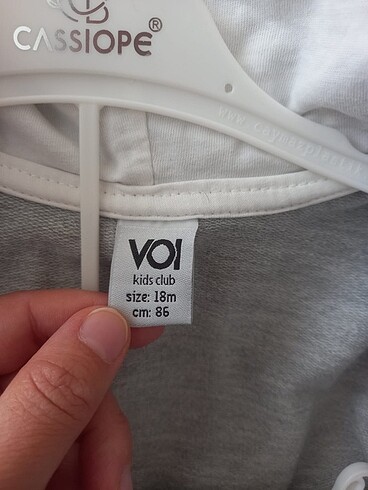 CASSIOPE®
VOI
kids club
size: 18m
cm: 86